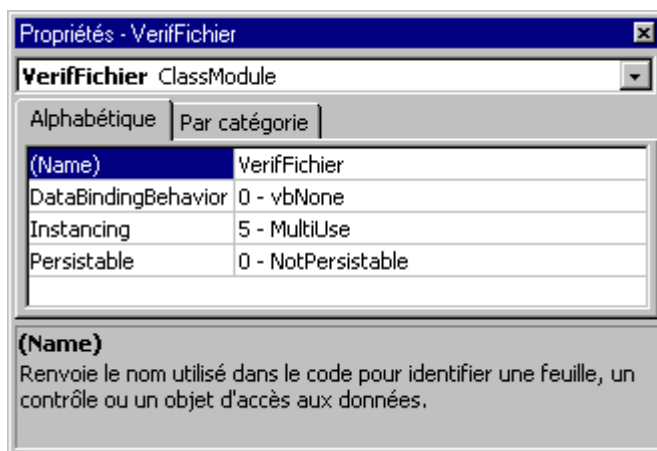 Propriétés - VerifFichier
VerifFichier ClassModule
Alphabétique Par catégorie
(Name) VerifFichier
DataBindingBehavior 0 - vbNone
Instancing 5 - MultiUse
Persistable 0 - NotPersistable
(Name)
Renvoie le nom utilisé dans le code pour identifier une feuille, un
contrôle ou un objet d'accès aux données.